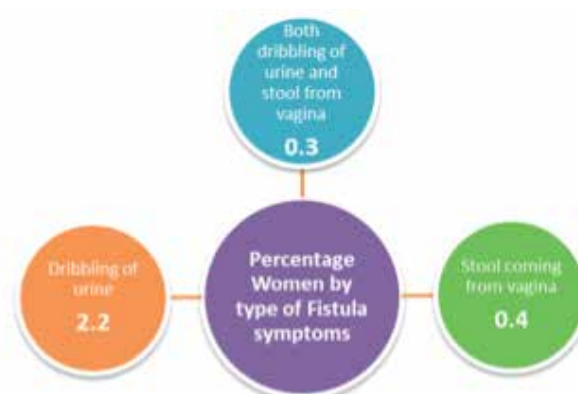 Both
dribbling of
urine and
stool from
vagina
0.3
Dribbling of
urine
2.2
Percentage
Women by
type of Fistula
symptoms
Stool coming
from vagina
0.4